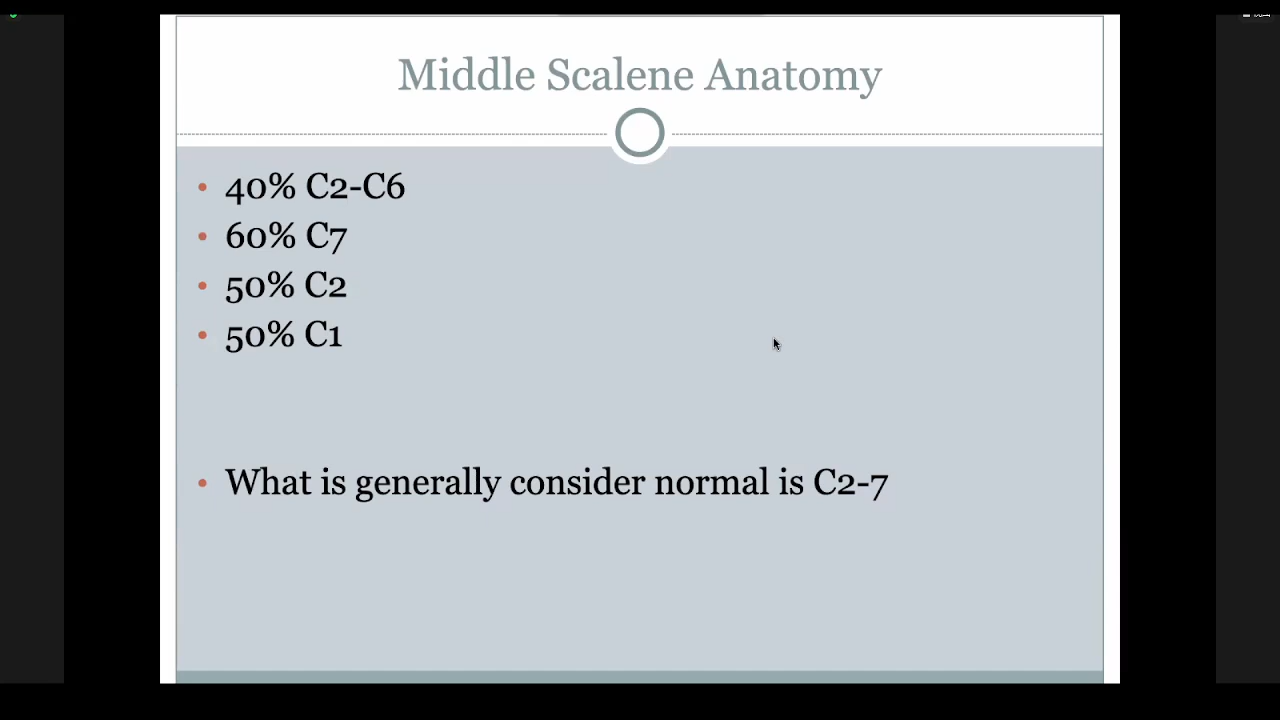 Middle Scalene Anatomy
• 40% C2-C6
• 60% C7
• 50% C2
• 50% C1
• What is generally consider normal is C2-7